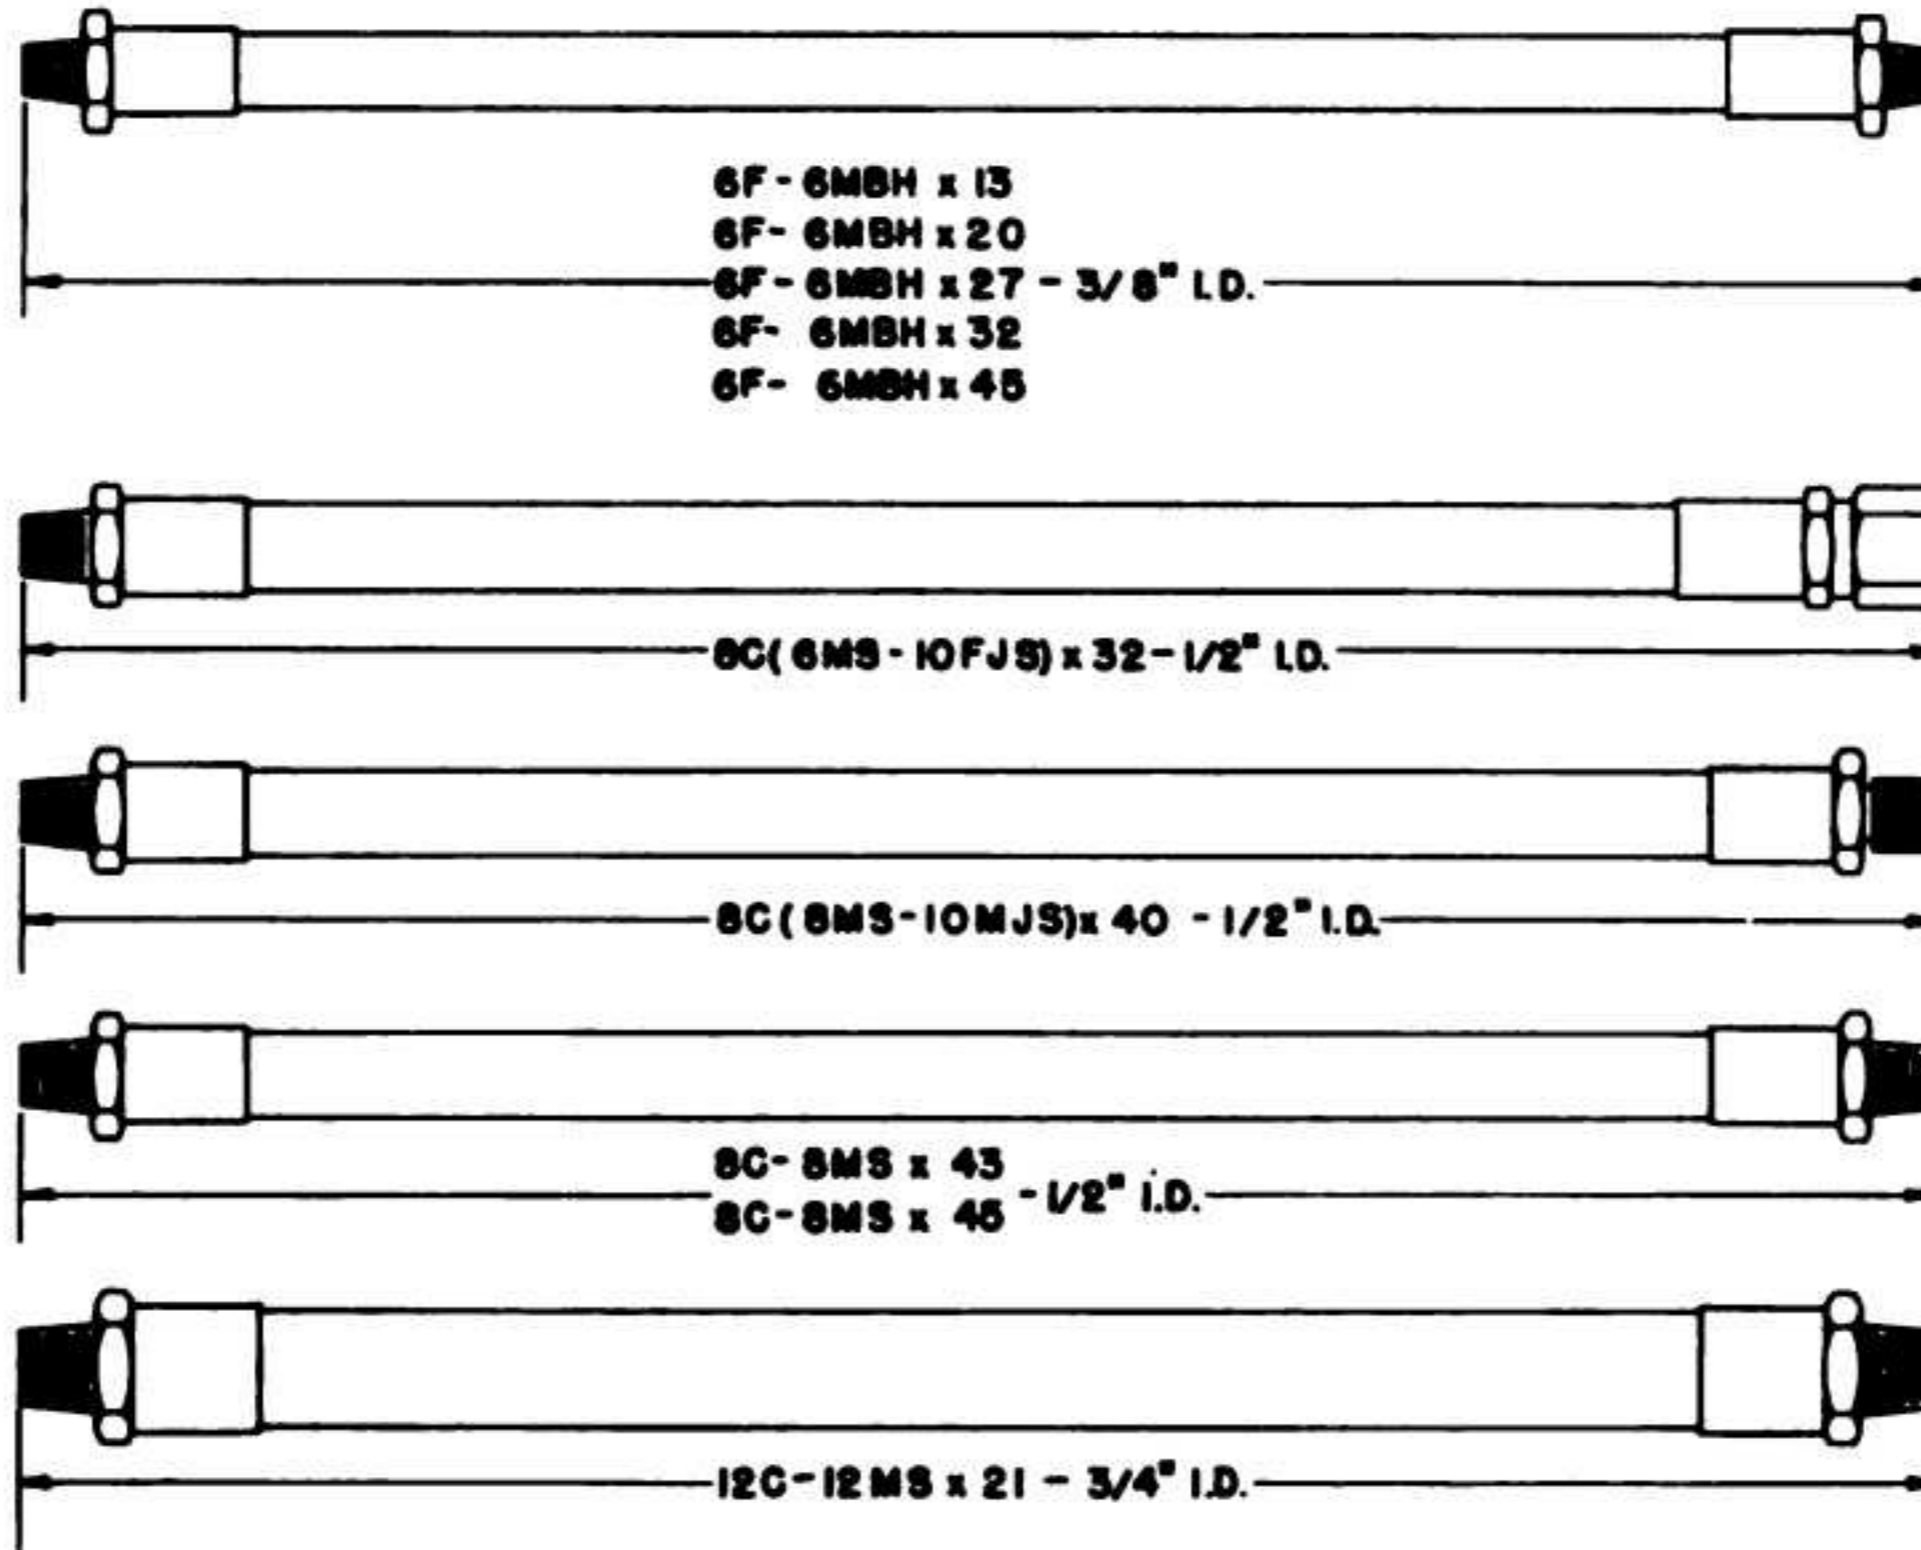 6F-6MBH x 13
6F-6MBH x 20
6F-6MBH x 27 - 3/8" I.D.
6F-6MBH x 32
6F-6MBH x 45
8C(6MS-10FJS) x 32-1/2" I.D.
8C(8MS-10MJS)x 40 - 1/2" I.D.
8C-8MS x 43
8C-8MS x 45
-1/2" I.D.
12C-12MS x 21 - 3/4" I.D.